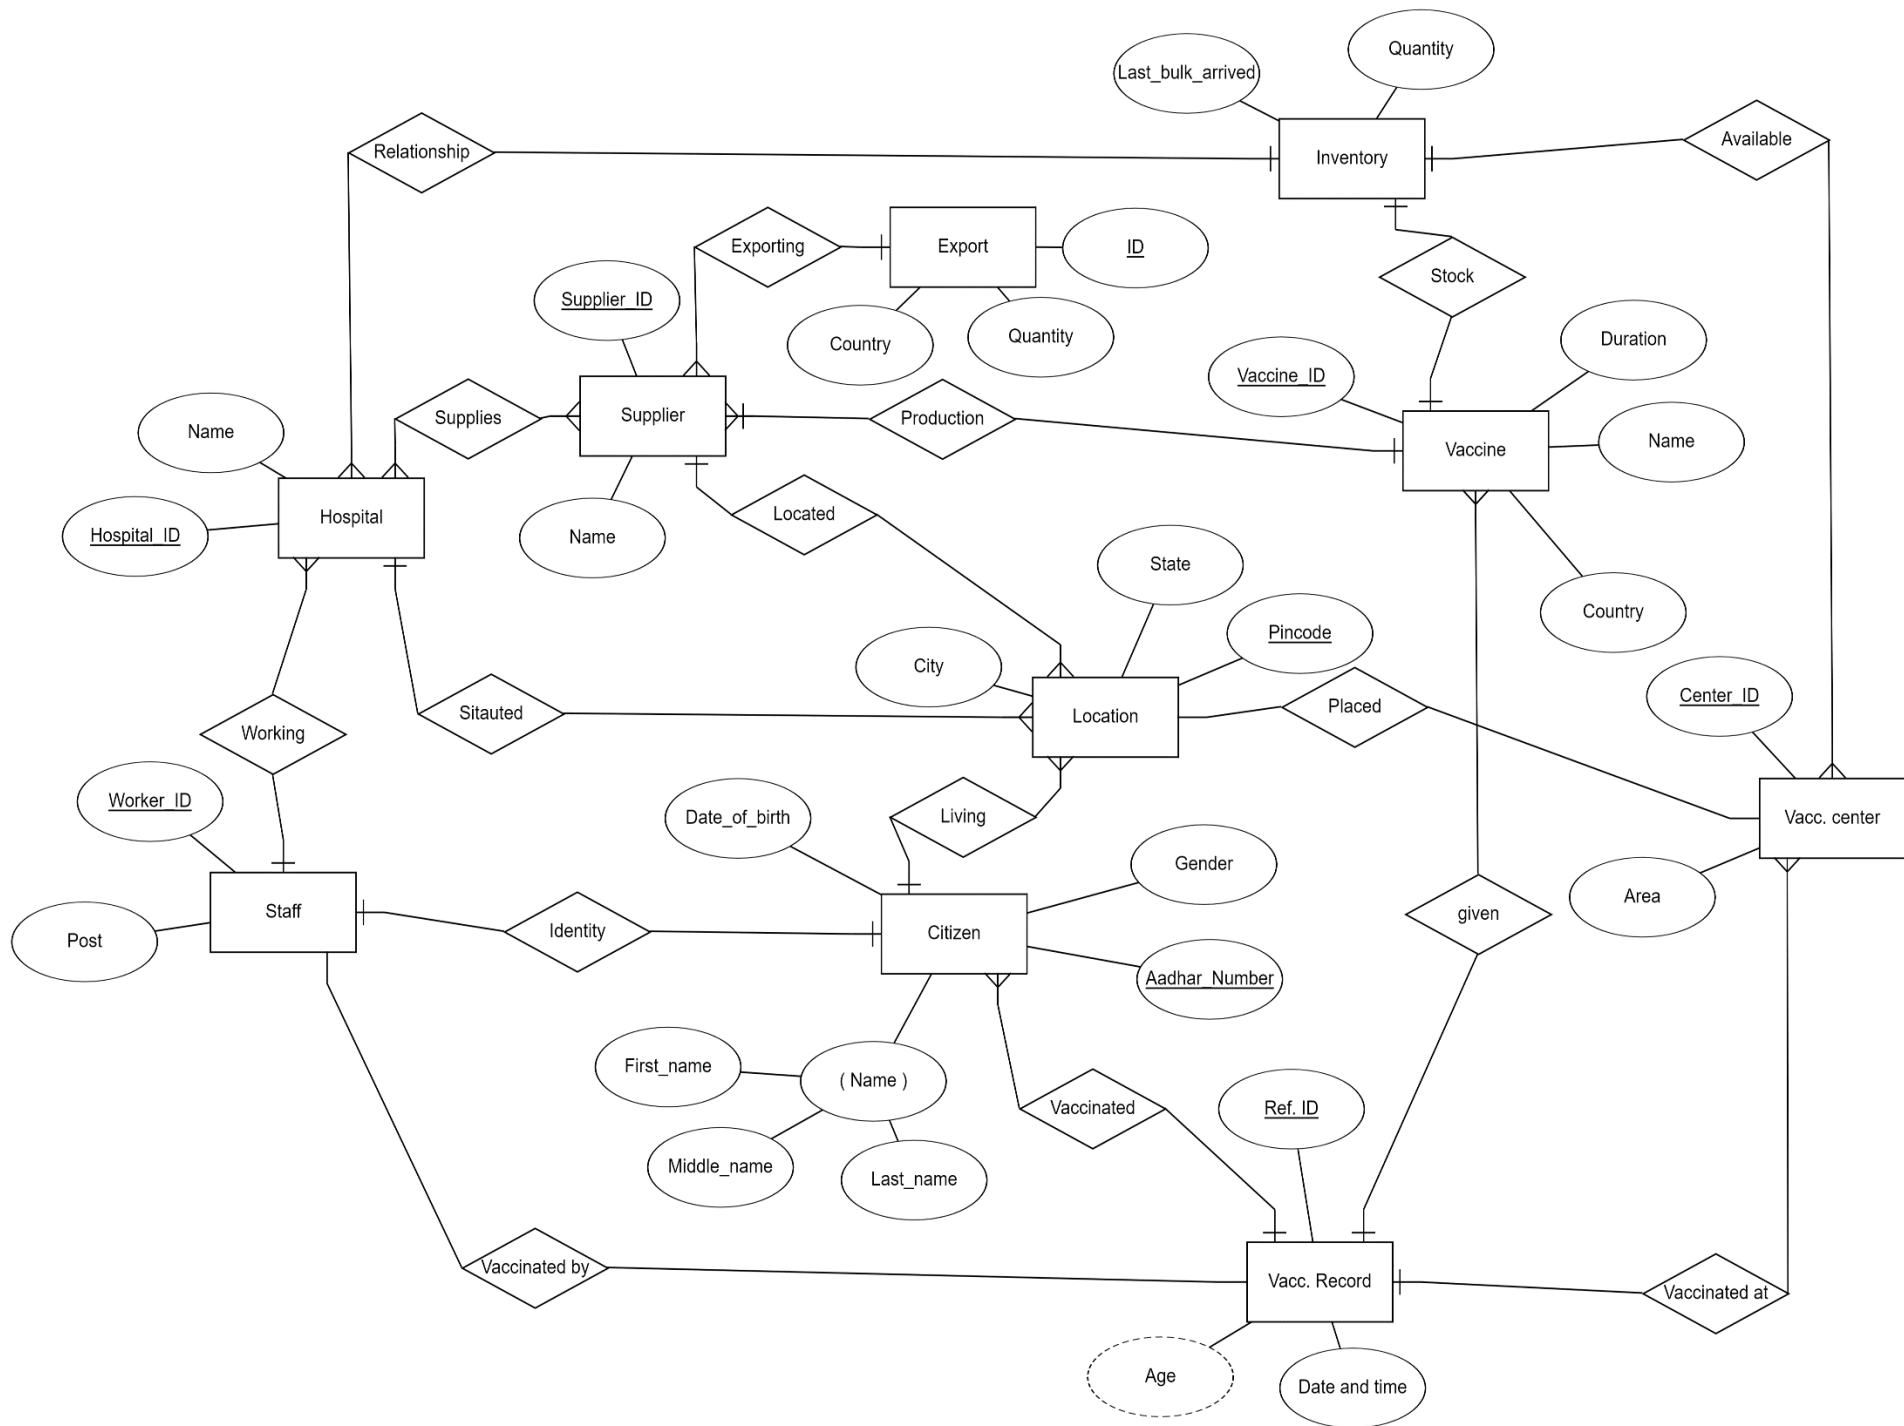 Quantity
Last_bulk_arrived
Available
Relationship
Inventory
Exporting
Export
ID
Stock
Supplier_ID
Country
Quantity
Duration
Vaccine_ID
Name
Supplies
Supplier
Production
Vaccine
Name
Hospital
Hospital_ID
Located
Name
State
Country
Pincode
City
Center_ID
Working
Sitauted
Location
Placed
Worker_ID
Date_of_birth
Living
Vacc. center
Gender
Area
Staff
Post
Identity
Citizen
given
Aadhar_Number
First_name
( Name )
Vaccinated
Ref. ID
Middle_name
Last_name
Vaccinated by
Vacc. Record
Vaccinated at
Age
Date and time